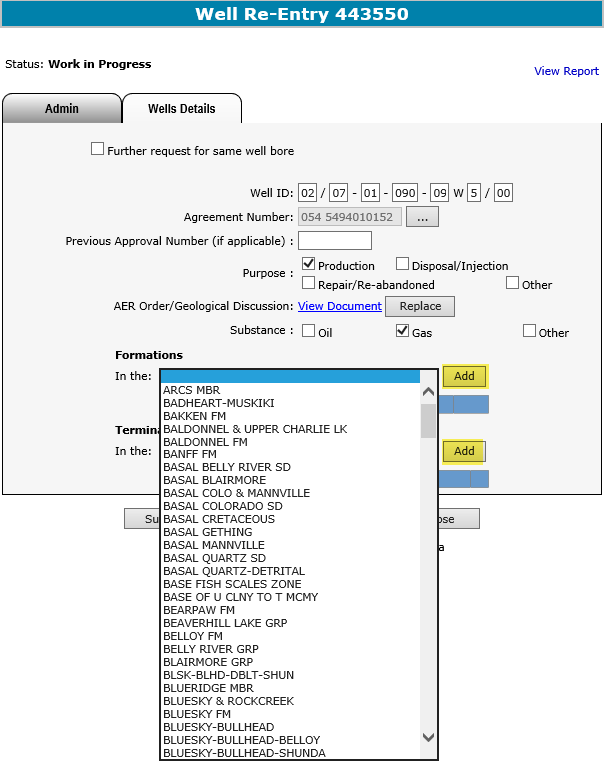 Well Re-Entry 443550
Status: Work in Progress
View Report
Admin
Wells Details
Further request for same well bore
Well ID: 02 / 07 - 01 - 090 - 09 W 5 / 00
Agreement Number: 054 5494010152 ...
Previous Approval Number (if applicable) :
Purpose : Production Disposal/Injection
Repair/Re-abandoned Other
AER Order/Geological Discussion: View Document Replace
Substance : Oil Gas Other
Formations
In the: Add
ARCS MBR
BADHEART-MUSKIKI
BAKKEN FM
BALDONNEL & UPPER CHARLIE LK
Termina
BALDONNEL FM
In the: Add
BANFF FM
BASAL BELLY RIVER SD
BASAL BLAIRMORE
BASAL COLO & MANNVILLE
BASAL COLORADO SD
Su
BASAL CRETACEOUS
ose
BASAL GETHING
BASAL MANNVILLE
a
BASAL QUARTZ SD
BASAL QUARTZ-DETRITAL
BASE FISH SCALES ZONE
BASE OF U CLNY TO T MCMY
BEARPAW FM
BEAVERHILL LAKE GRP
BELLOY FM
BELLY RIVER GRP
BLAIRMORE GRP
BLSK-BLHD-DBLT-SHUN
BLUERIDGE MBR
BLUESKY & ROCKCREEK
BLUESKY FM
BLUESKY-BULLHEAD
BLUESKY-BULLHEAD-BELLOY
BLUESKY-BULLHEAD-SHUNDA